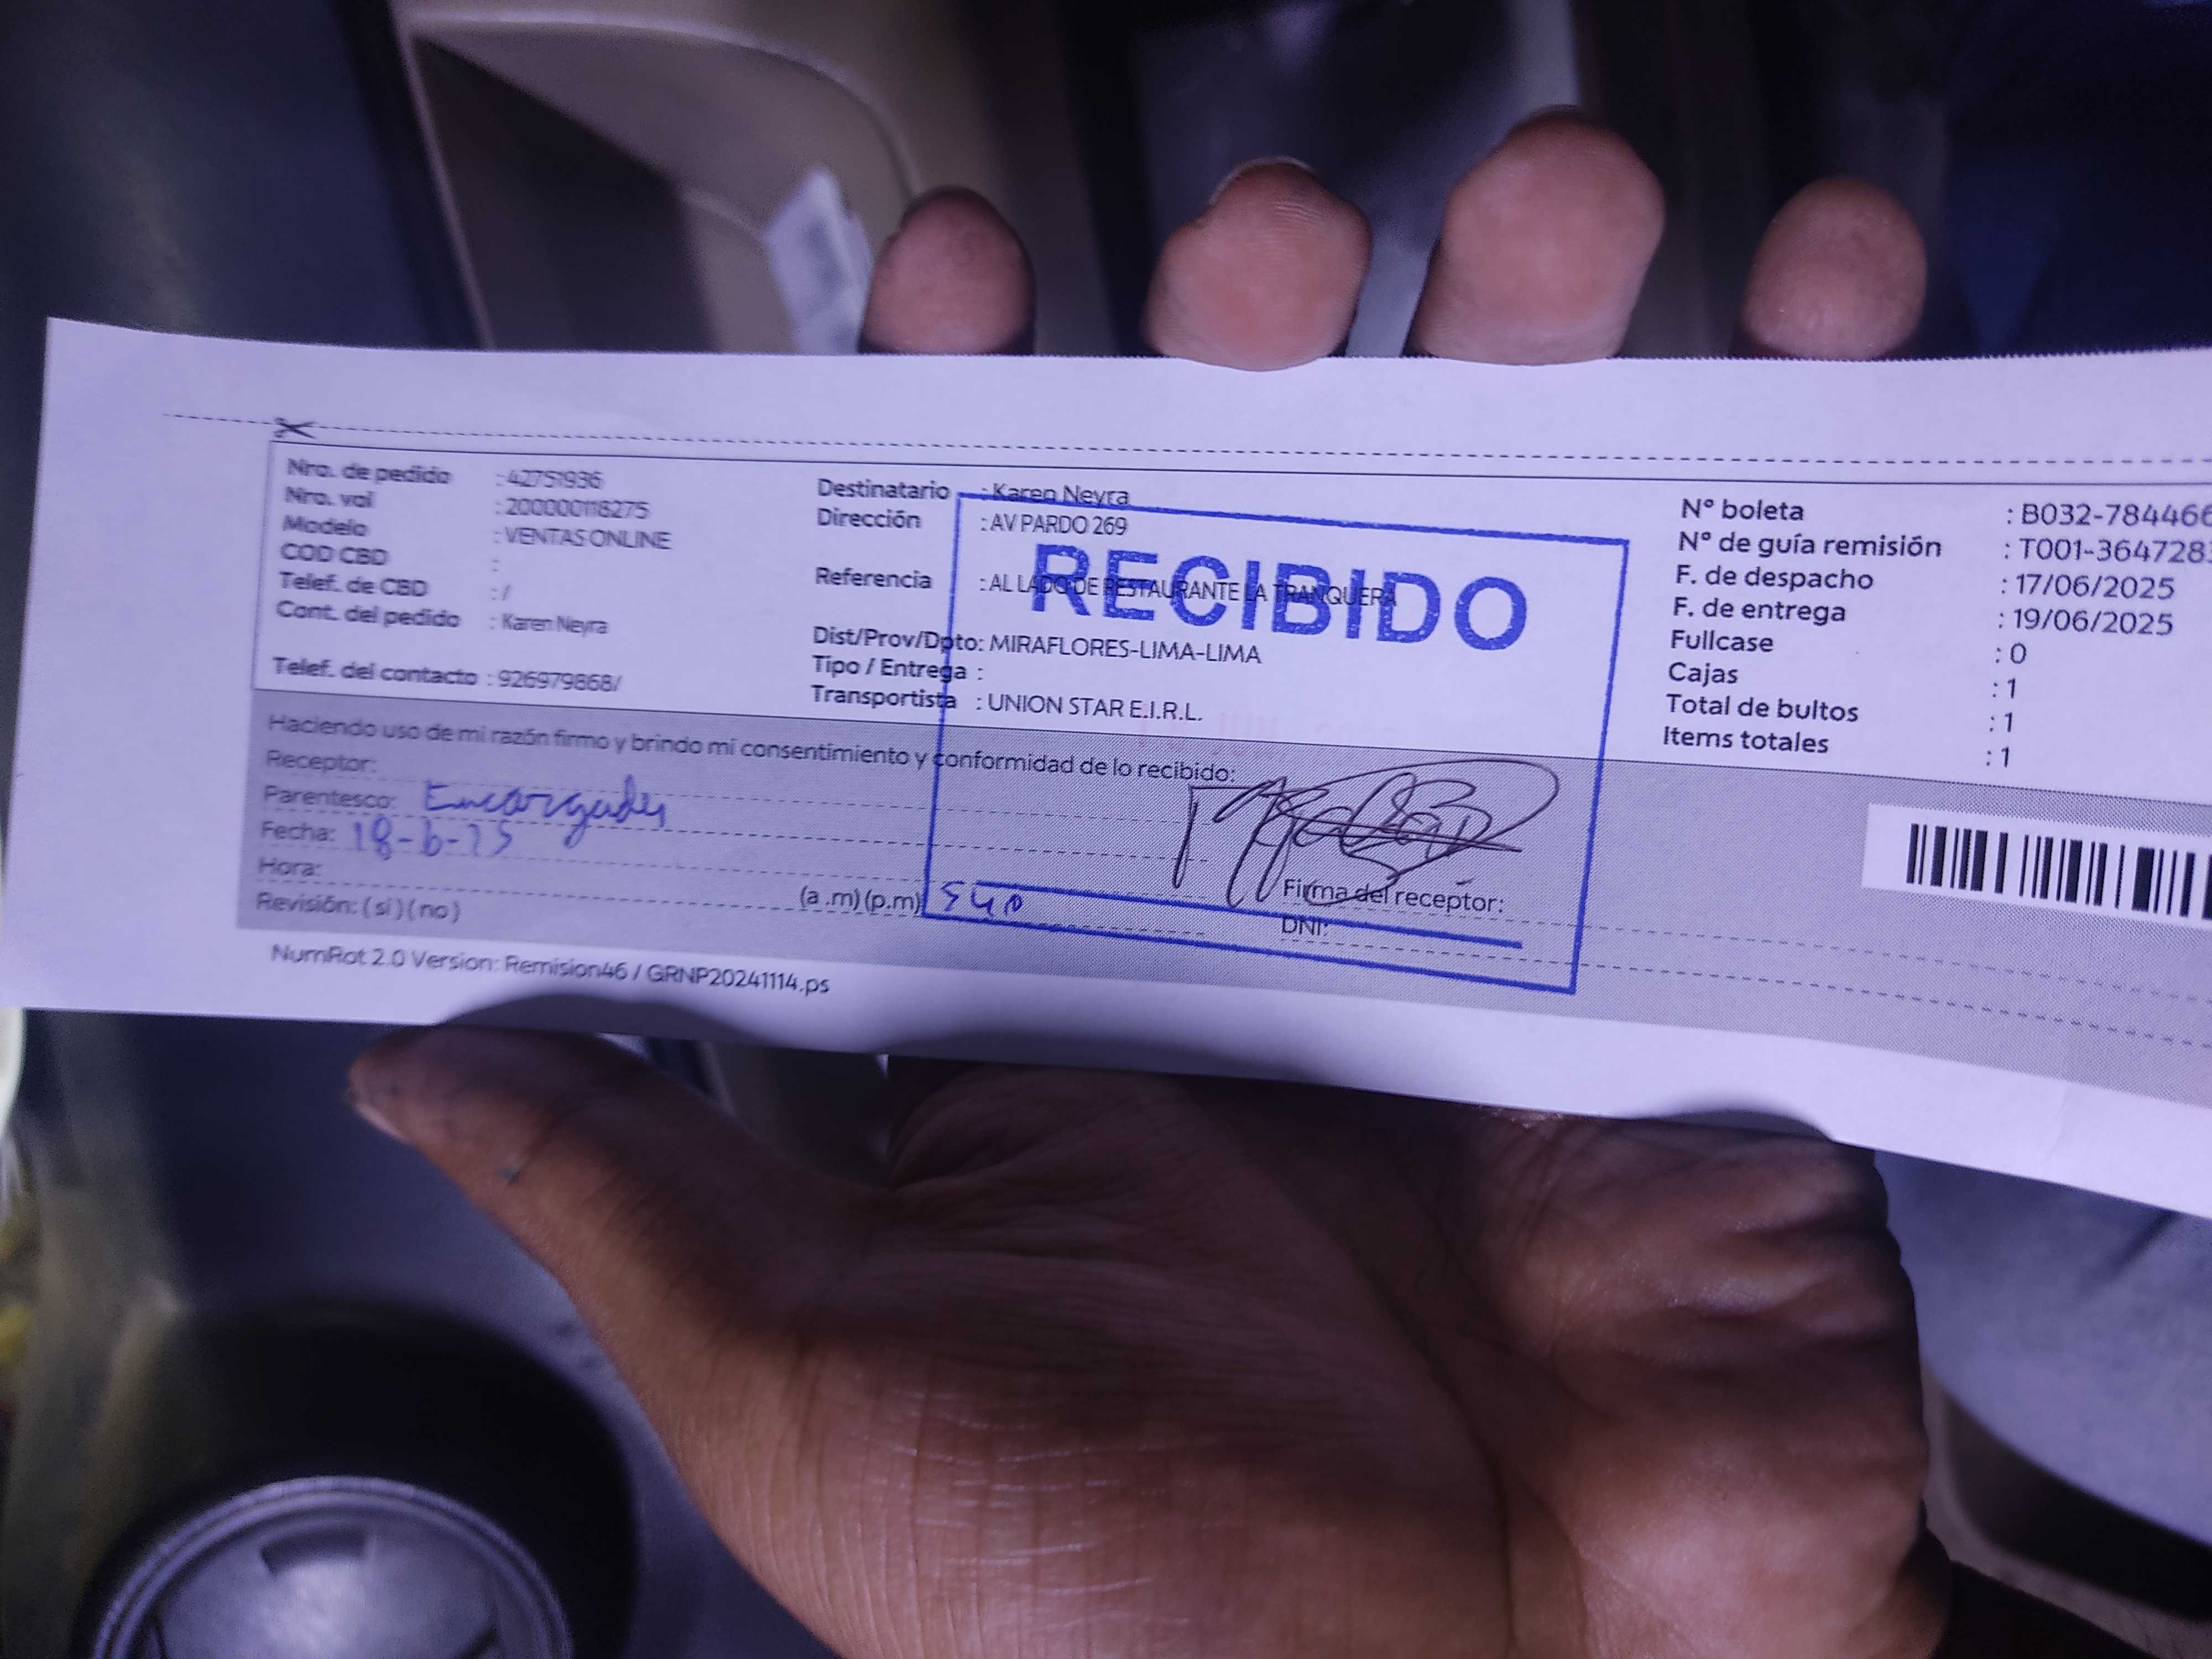 Nro. de pedido : 42751936
Nro. val : 200000118275
Modelo : VENTAS ONLINE
COD CBD :
Telef. de CBD : /
Cont. del pedido : Karen Neyra
Telef. del contacto : 926979868/
Destinatario : Karen Neyra
Dirección : AV PARDO 269
Referencia : AL LADO DE RESTAURANTE LA TRANQUERA
Dist/Prov/Dpto: MIRAFLORES-LIMA-LIMA
Tipo / Entrega :
Transportista : UNION STAR E.I.R.L.
RECIBIDO
N° boleta : B032-784466
N° de guía remisión : T001-364728
F. de despacho : 17/06/2025
F. de entrega : 19/06/2025
Fullcase : 0
Cajas : 1
Total de bultos : 1
Items totales : 1
Haciendo uso de mi razón firmo y brindo mi consentimiento y conformidad de lo recibido:
Receptor:
Parentesco:
Fecha: 18-6-25
Hora: (a .m) (p.m) 540
Revisión: ( si ) ( no )
Firma del receptor:
DNI:
NumRot 2.0 Version: Remision46 / GRNP20241114.ps